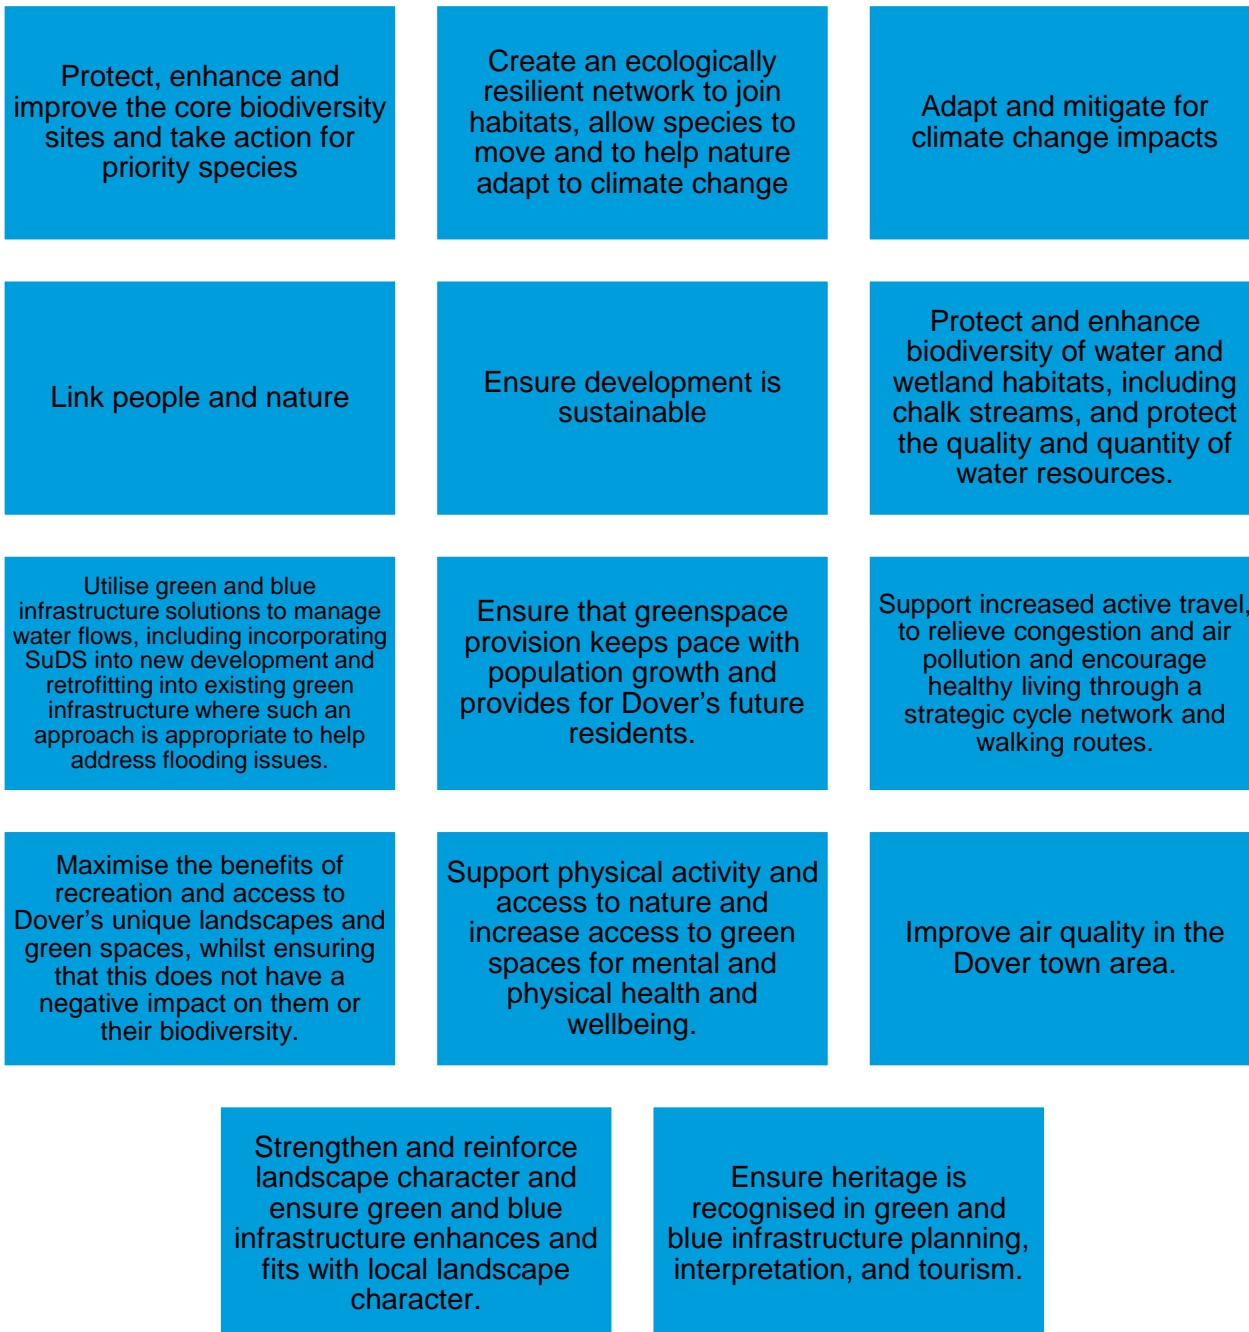 Protect, enhance and
improve the core biodiversity
sites and take action for
priority species
Create an ecologically
resilient network to join
habitats, allow species to
move and to help nature
adapt to climate change
Adapt and mitigate for
climate change impacts
Link people and nature
Ensure development is
sustainable
Protect and enhance
biodiversity of water and
wetland habitats, including
chalk streams, and protect
the quality and quantity of
water resources.
Utilise green and blue
infrastructure solutions to manage
water flows, including incorporating
SuDS into new development and
retrofitting into existing green
infrastructure where such an
approach is appropriate to help
address flooding issues.
Ensure that greenspace
provision keeps pace with
population growth and
provides for Dover’s future
residents.
Support increased active travel,
to relieve congestion and air
pollution and encourage
healthy living through a
strategic cycle network and
walking routes.
Maximise the benefits of
recreation and access to
Dover’s unique landscapes and
green spaces, whilst ensuring
that this does not have a
negative impact on them or
their biodiversity.
Support physical activity and
access to nature and
increase access to green
spaces for mental and
physical health and
wellbeing.
Improve air quality in the
Dover town area.
Strengthen and reinforce
landscape character and
ensure green and blue
infrastructure enhances and
fits with local landscape
character.
Ensure heritage is
recognised in green and
blue infrastructure planning,
interpretation, and tourism.